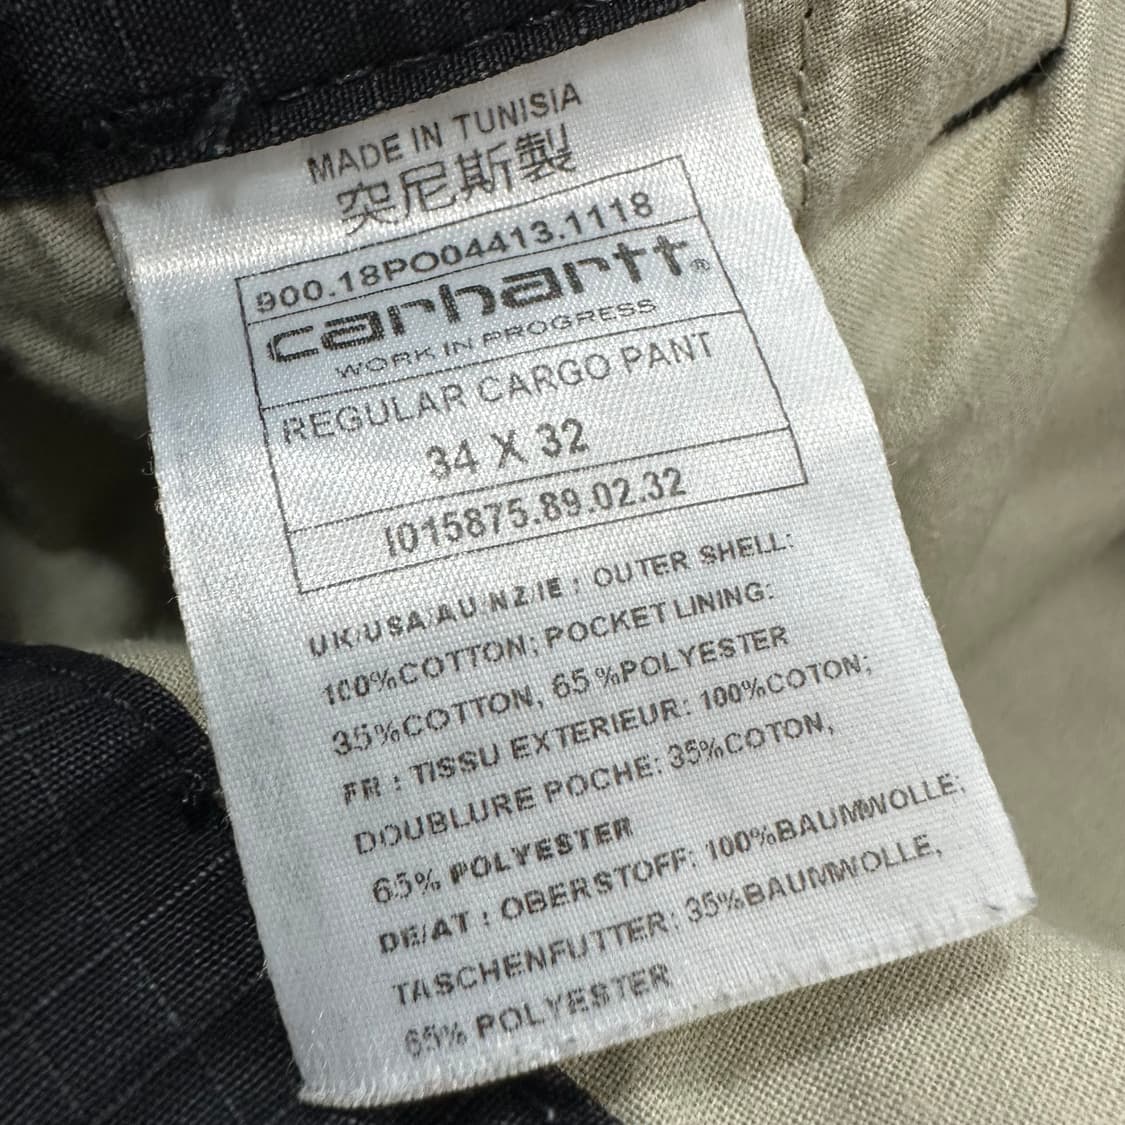 MADE IN TUNISIA
突尼斯製
900.18PO04413.1118
carhartt®
WORK IN PROGRESS
REGULAR CARGO PANT
34 X 32
I015875.89.02.32
UK/USA/AU/NZ/IE : OUTER SHELL:
100%COTTON; POCKET LINING:
35%COTTON, 65%POLYESTER
FR : TISSU EXTERIEUR: 100%COTON;
DOUBLURE POCHE: 35%COTON,
65% POLYESTER
DE/AT : OBERSTOFF: 100%BAUMWOLLE;
TASCHENFUTTER: 35%BAUMWOLLE,
65% POLYESTER